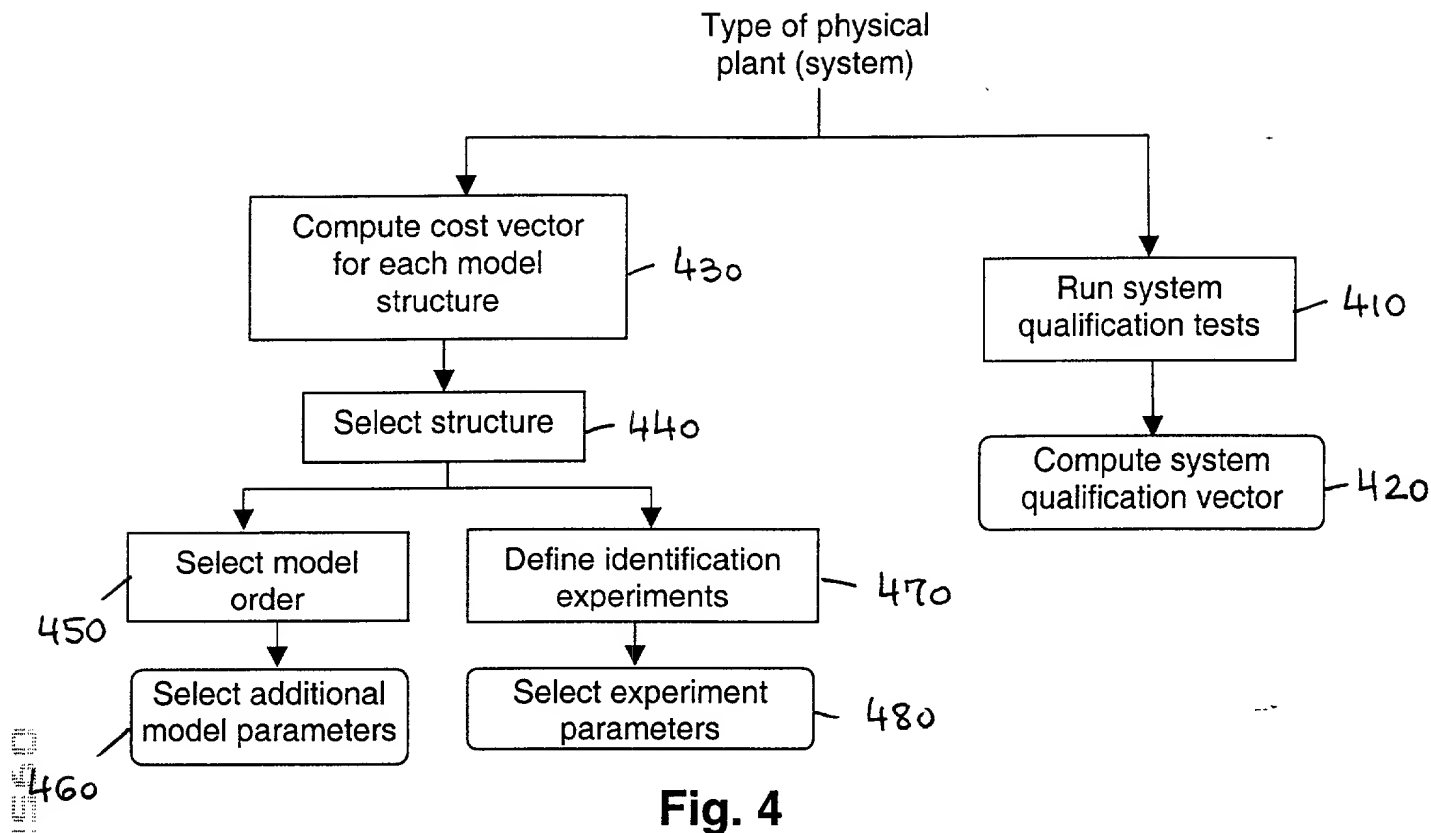 Type of physical
plant (system)
Compute cost vector
for each model
structure
430
Run system
qualification tests
410
Select structure
440
Compute system
qualification vector
420
Select model
order
450
Define identification
experiments
470
Select additional
model parameters
460
Select experiment
parameters
480
Fig. 4